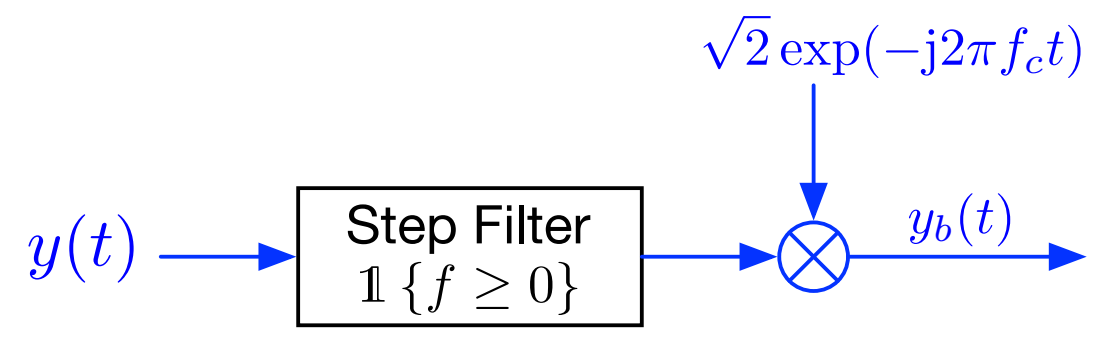 √2 exp(−j2πf_c t)
y(t)
Step Filter
𝟙 {f ≥ 0}
y_b(t)